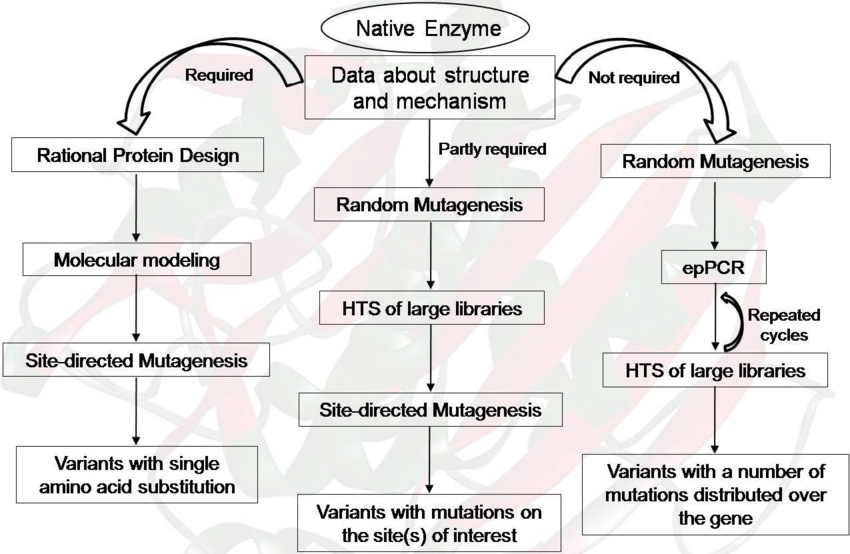 Native Enzyme
Data about structure
and mechanism
Required
Not required
Partly required
Rational Protein Design
Molecular modeling
Site-directed Mutagenesis
Variants with single
amino acid substitution
Random Mutagenesis
HTS of large libraries
Site-directed Mutagenesis
Variants with mutations on
the site(s) of interest
Random Mutagenesis
epPCR
Repeated
cycles
HTS of large libraries
Variants with a number of
mutations distributed over
the gene